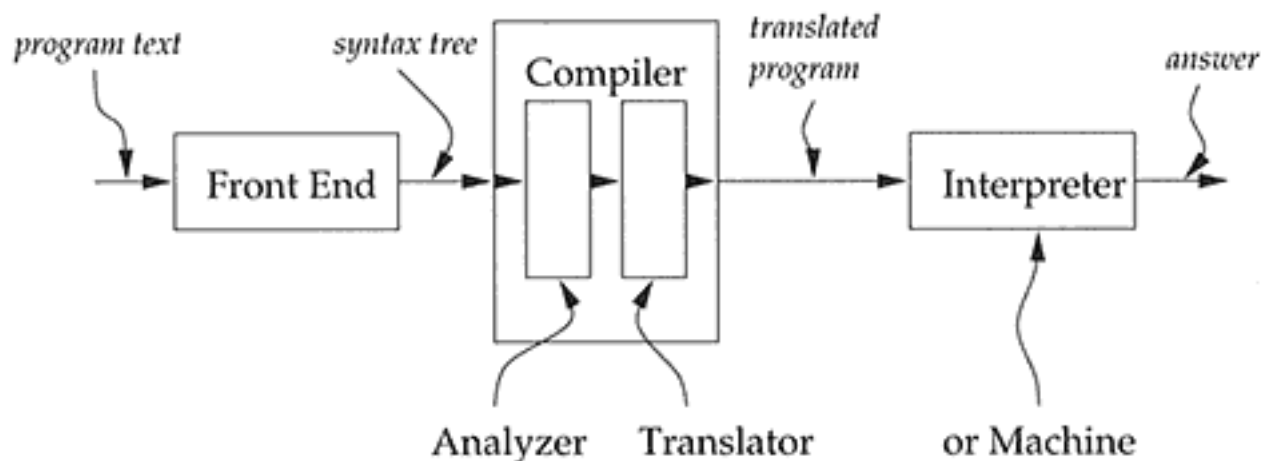 program text
syntax tree
translated
program
answer
Compiler
Front End
Interpreter
Analyzer
Translator
or Machine